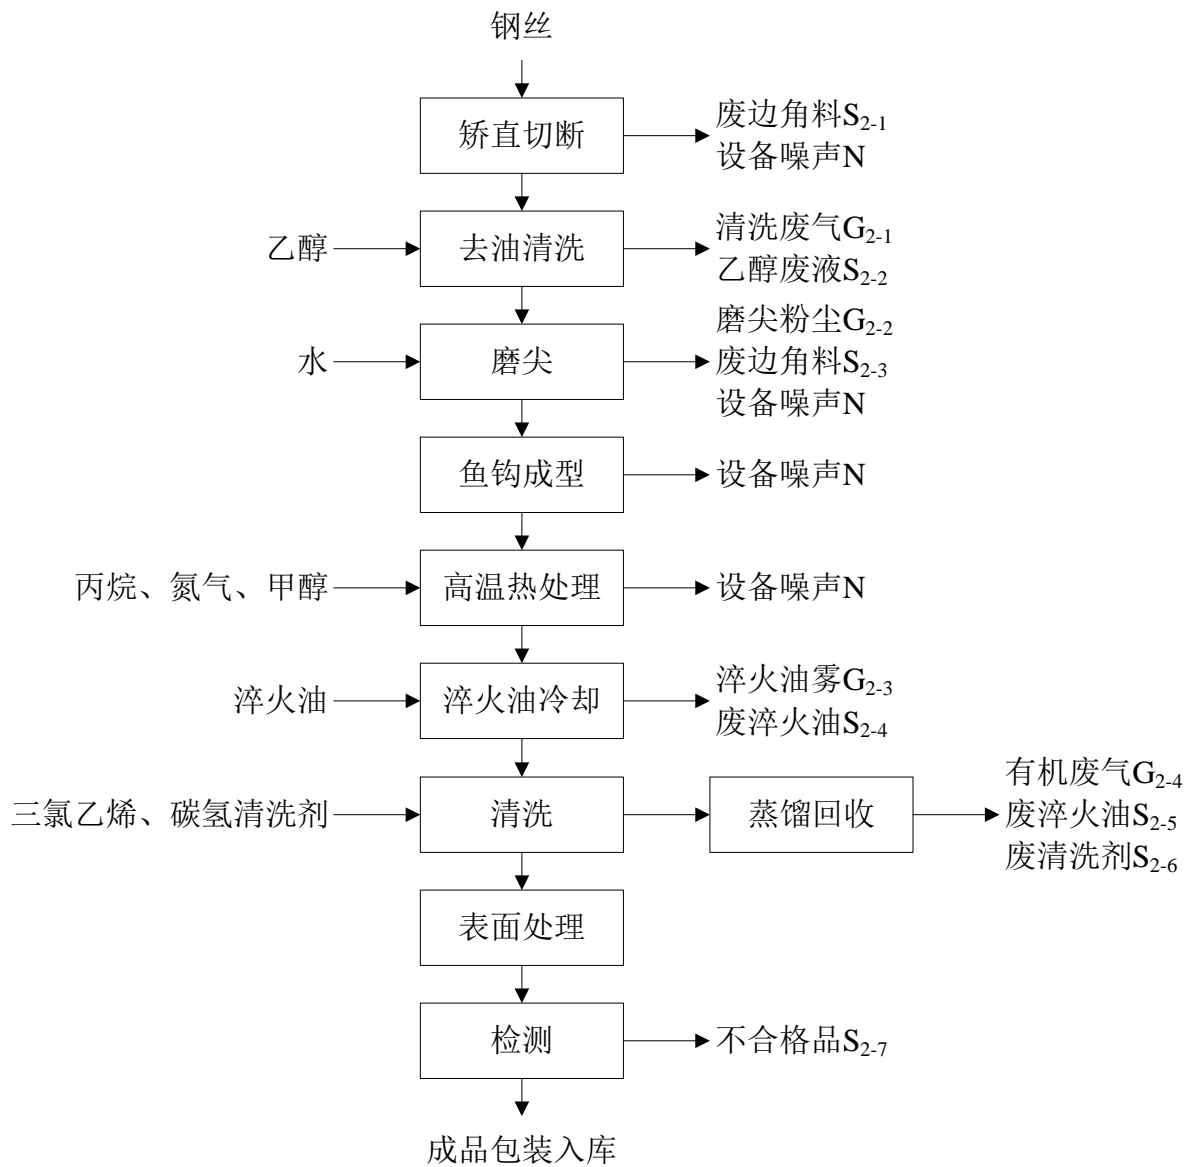 钢丝
矫直切断
废边角料S2-1
设备噪声N
乙醇
去油清洗
清洗废气G2-1
乙醇废液S2-2
水
磨尖
磨尖粉尘G2-2
废边角料S2-3
设备噪声N
鱼钩成型
设备噪声N
丙烷、氮气、甲醇
高温热处理
设备噪声N
淬火油
淬火油冷却
淬火油雾G2-3
废淬火油S2-4
三氯乙烯、碳氢清洗剂
清洗
蒸馏回收
有机废气G2-4
废淬火油S2-5
废清洗剂S2-6
表面处理
检测
不合格品S2-7
成品包装入库